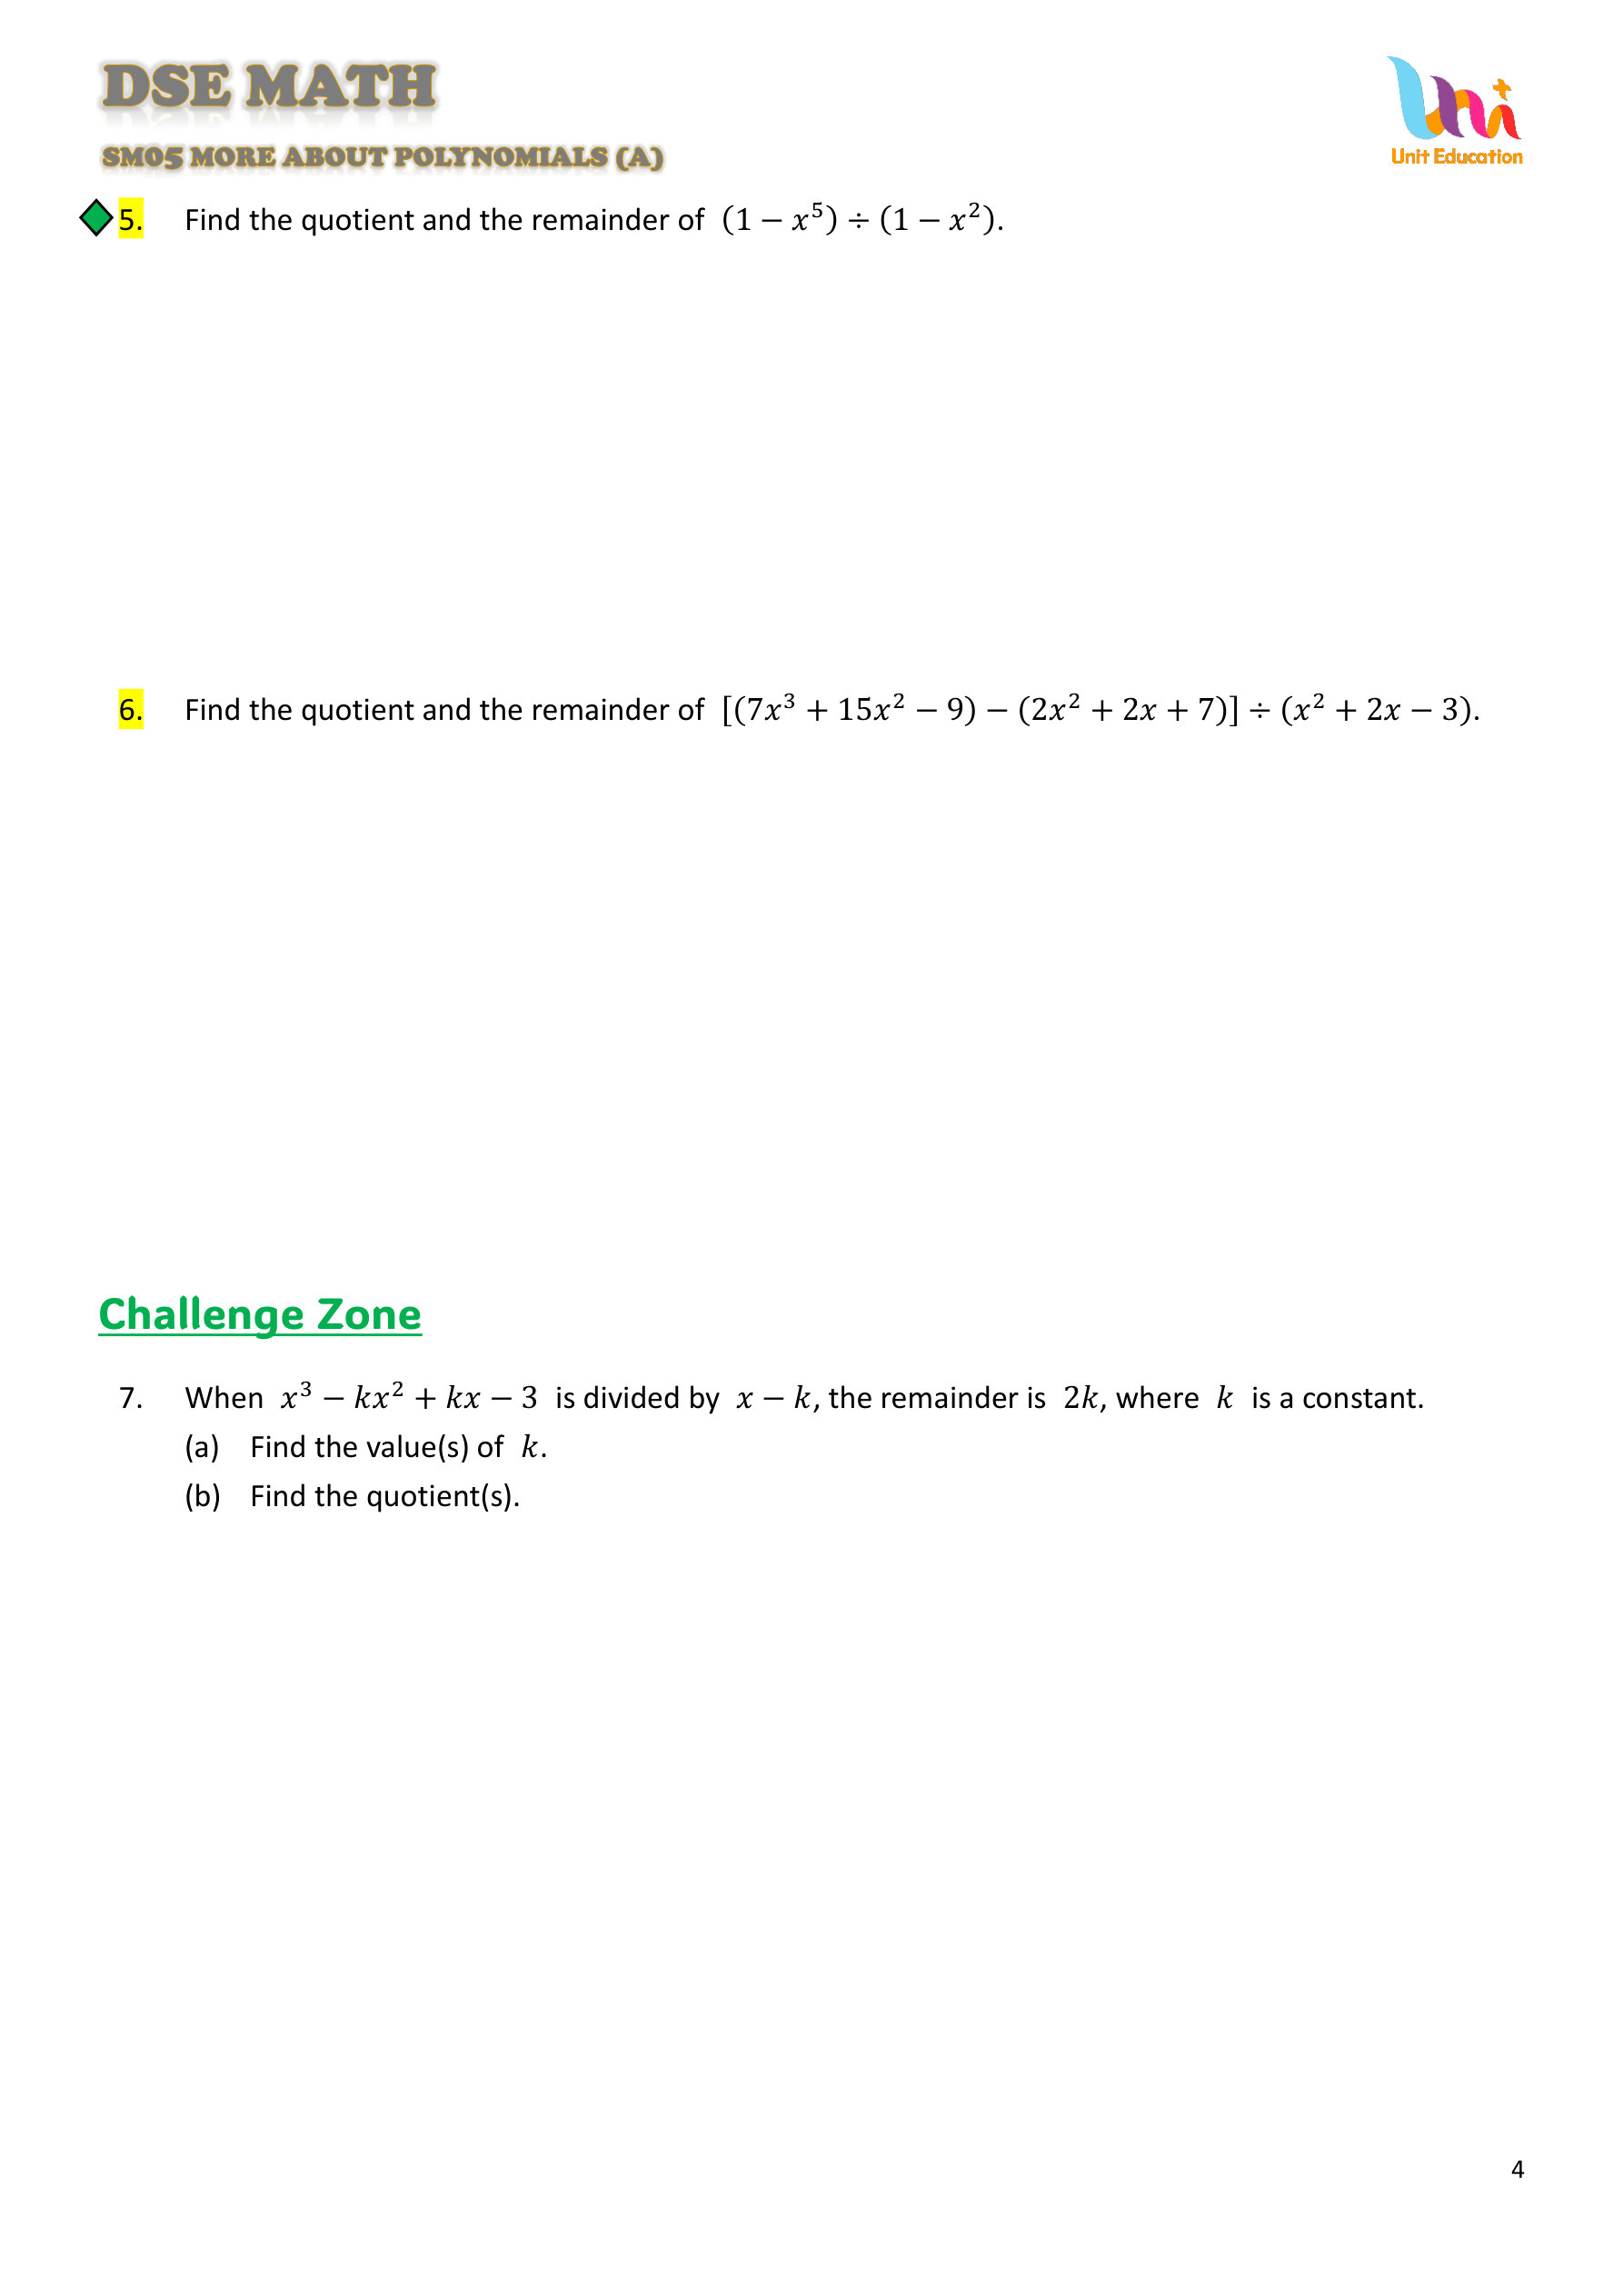 DSE MATH
SM05 MORE ABOUT POLYNOMIALS (A)
Uni+
Unit Education
5. Find the quotient and the remainder of (1 − x⁵) ÷ (1 − x²).
6. Find the quotient and the remainder of [(7x³ + 15x² − 9) − (2x² + 2x + 7)] ÷ (x² + 2x − 3).
Challenge Zone
7. When x³ − kx² + kx − 3 is divided by x − k, the remainder is 2k, where k is a constant.
(a) Find the value(s) of k.
(b) Find the quotient(s).
4